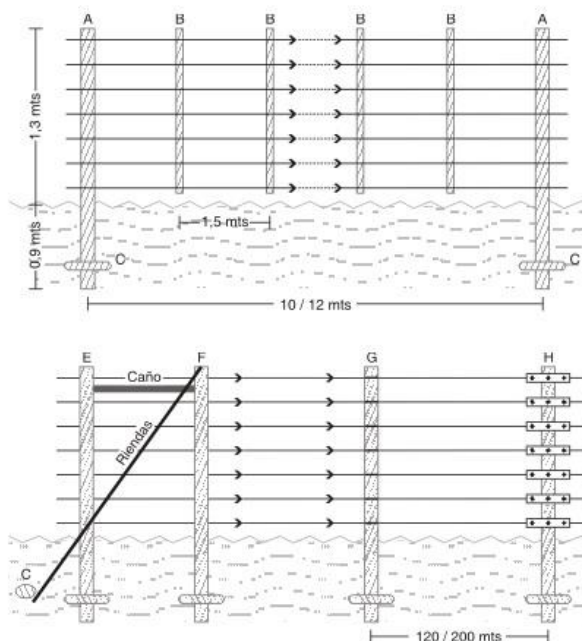 A B B B B A
1,3 mts
1,5 mts
0,9 mts
C C
10 / 12 mts
E F G H
Caño
Riendas
C
120 / 200 mts